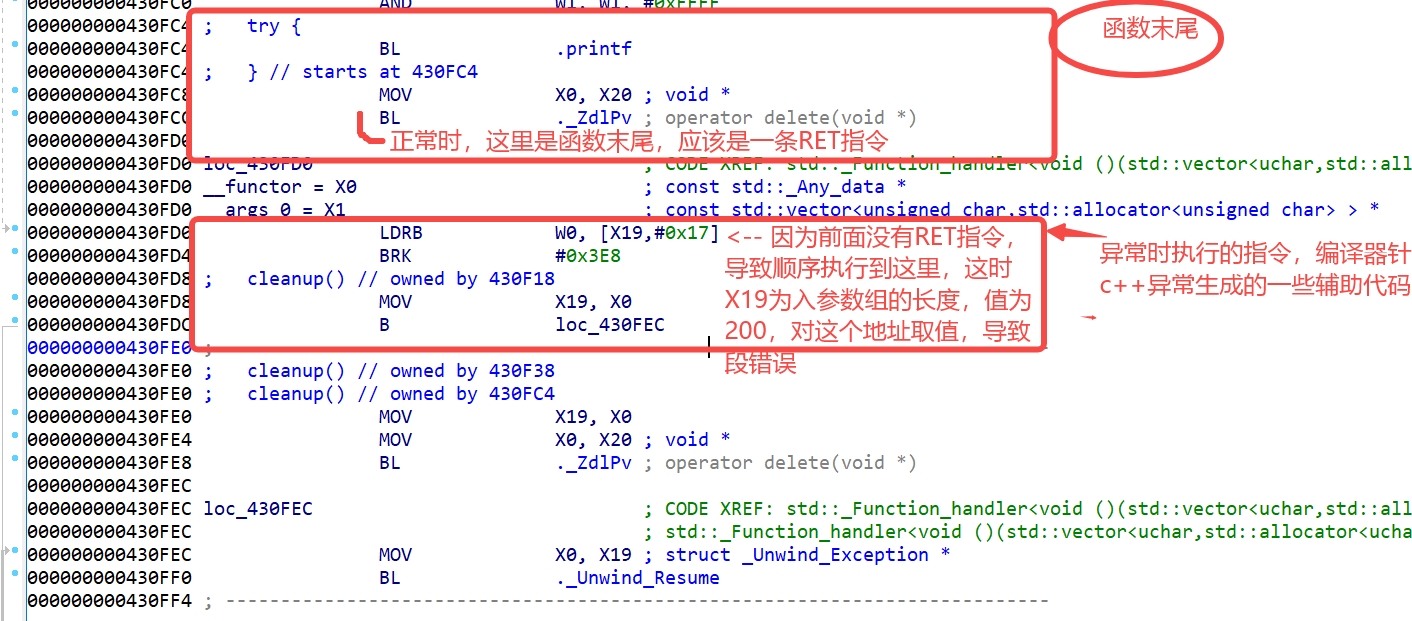 000000000430FC0 AND W1, W1, #0xFFFF
000000000430FC4 ; try {
000000000430FC4 BL .printf
000000000430FC4 ; } // starts at 430FC4
000000000430FC8 MOV X0, X20 ; void *
000000000430FCC BL ._ZdlPv ; operator delete(void *)
000000000430FD0
正常时，这里是函数末尾，应该是一条RET指令
函数末尾
000000000430FD0 loc_430FD0 ; CODE XREF: std::_Function_handler<void ()(std::vector<uchar,std::all
000000000430FD0 __functor = X0 ; const std::_Any_data *
000000000430FD0 __args_0 = X1 ; const std::vector<unsigned char,std::allocator<unsigned char> > *
000000000430FD0 LDRB W0, [X19,#0x17]
000000000430FD4 BRK #0x3E8
000000000430FD8 ; cleanup() // owned by 430F18
000000000430FD8 MOV X19, X0
000000000430FDC B loc_430FEC
<-- 因为前面没有RET指令，
导致顺序执行到这里，这时
X19为入参数组的长度，值为
200，对这个地址取值，导致
段错误
异常时执行的指令，编译器针
c++异常生成的一些辅助代码
000000000430FE0 ;
000000000430FE0 ; cleanup() // owned by 430F38
000000000430FE0 ; cleanup() // owned by 430FC4
000000000430FE0 MOV X19, X0
000000000430FE4 MOV X0, X20 ; void *
000000000430FE8 BL ._ZdlPv ; operator delete(void *)
000000000430FEC
000000000430FEC loc_430FEC ; CODE XREF: std::_Function_handler<void ()(std::vector<uchar,std::all
000000000430FEC ; std::_Function_handler<void ()(std::vector<uchar,std::allocator<ucha
000000000430FEC MOV X0, X19 ; struct _Unwind_Exception *
000000000430FF0 BL ._Unwind_Resume
000000000430FF4 ; ---------------------------------------------------------------------------